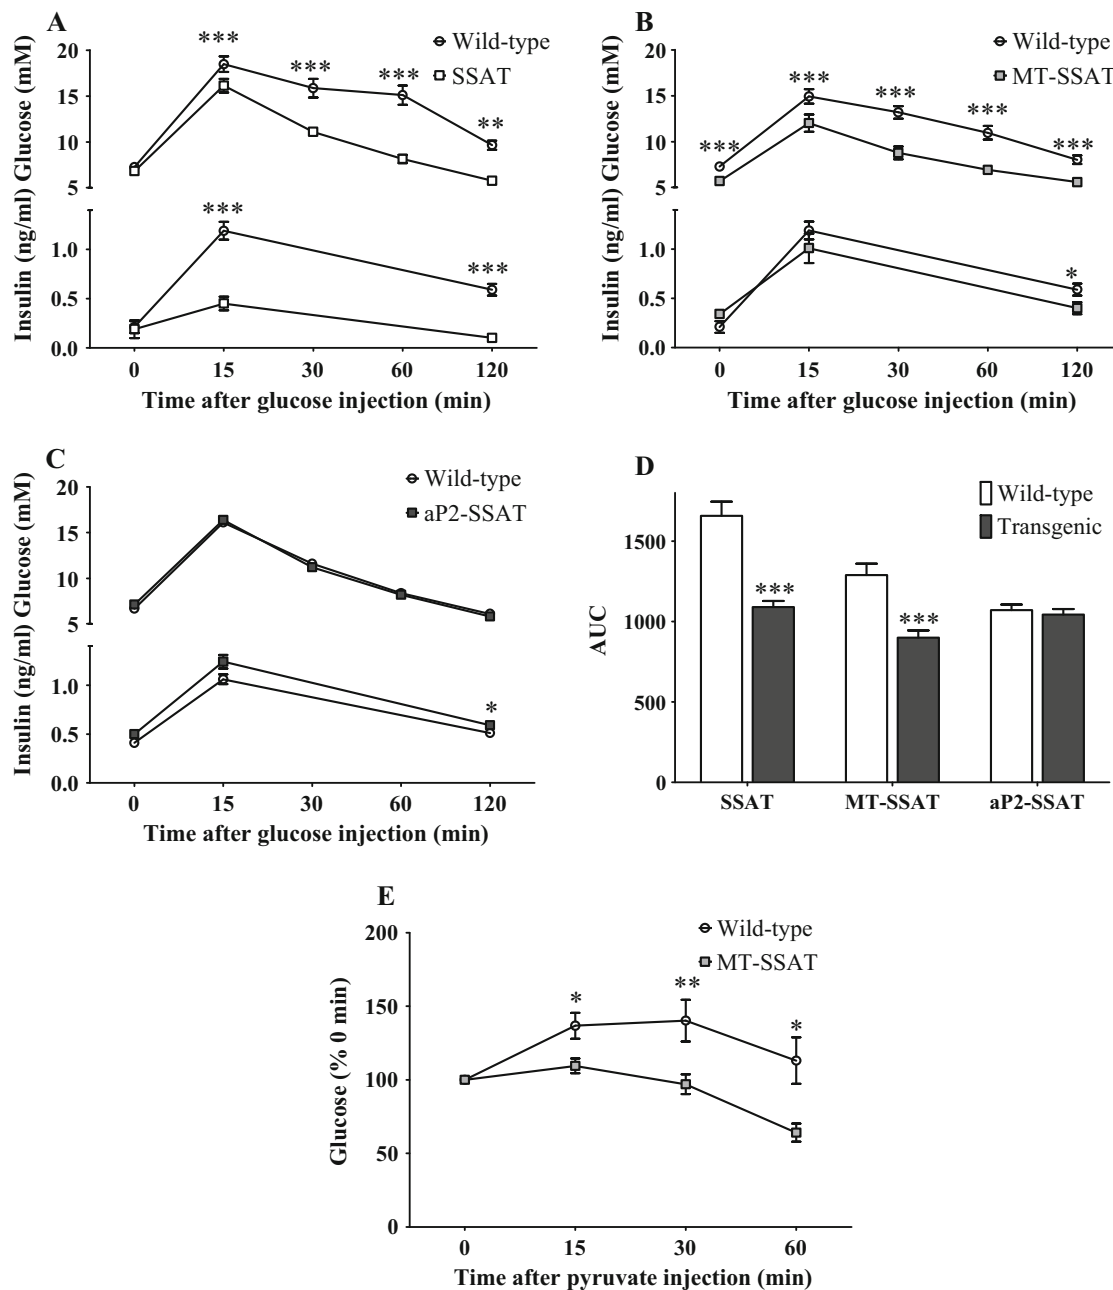 A
Wild-type
SSAT
Insulin (ng/ml) Glucose (mM)
20
15
10
5
1.0
0.5
0.0
***
***
***
**
***
***
0 15 30 60 120
Time after glucose injection (min)
B
Wild-type
MT-SSAT
Insulin (ng/ml) Glucose (mM)
20
15
10
5
1.0
0.5
0.0
***
***
***
***
***
*
0 15 30 60 120
Time after glucose injection (min)
C
Wild-type
aP2-SSAT
Insulin (ng/ml) Glucose (mM)
20
15
10
5
1.0
0.5
0.0
*
0 15 30 60 120
Time after glucose injection (min)
D
Wild-type
Transgenic
AUC
1500
1000
500
0
***
***
SSAT MT-SSAT aP2-SSAT
E
Wild-type
MT-SSAT
Glucose (% 0 min)
200
150
100
50
0
*
**
*
0 15 30 60
Time after pyruvate injection (min)